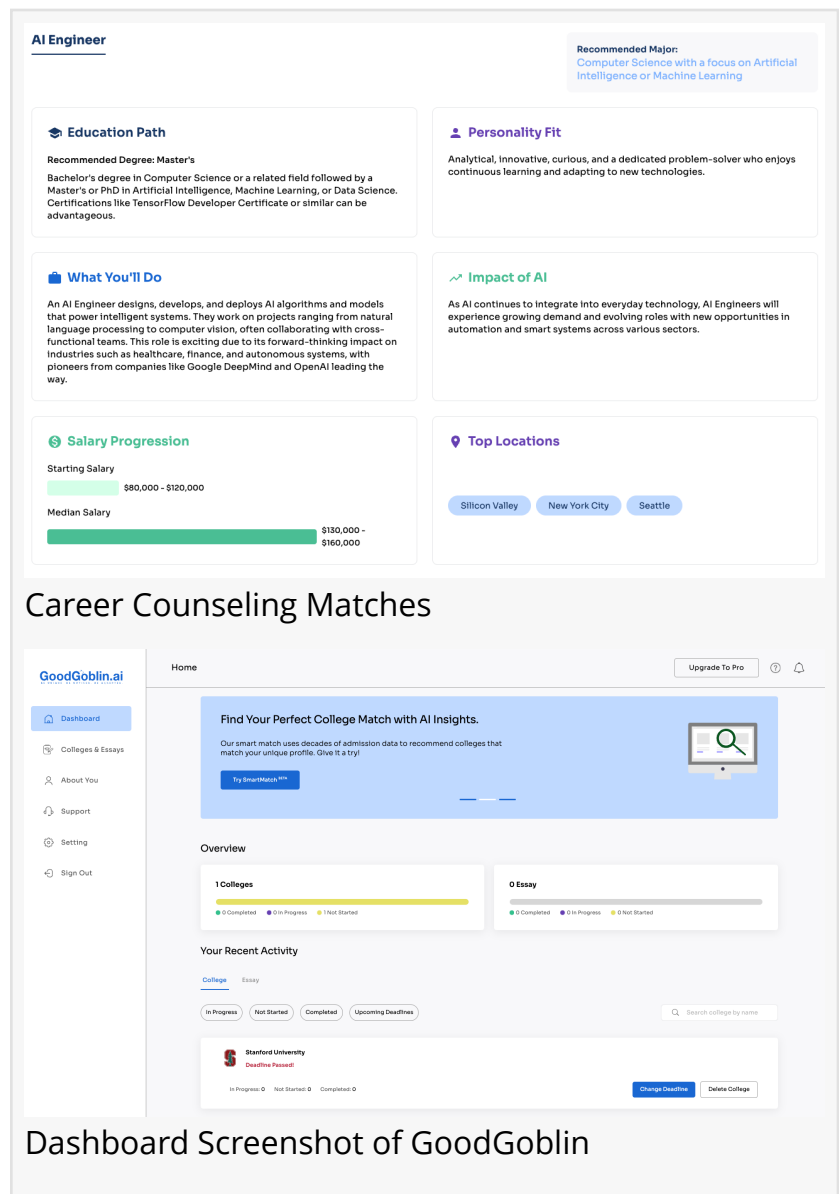 AI Engineer
Recommended Major:
Computer Science with a focus on Artificial
Intelligence or Machine Learning
Education Path
Recommended Degree: Master's
Bachelor's degree in Computer Science or a related field followed by a
Master's or PhD in Artificial Intelligence, Machine Learning, or Data Science.
Certifications like TensorFlow Developer Certificate or similar can be
advantageous.
Personality Fit
Analytical, innovative, curious, and a dedicated problem-solver who enjoys
continuous learning and adapting to new technologies.
What You'll Do
An AI Engineer designs, develops, and deploys AI algorithms and models
that power intelligent systems. They work on projects ranging from natural
language processing to computer vision, often collaborating with cross-
functional teams. This role is exciting due to its forward-thinking impact on
industries such as healthcare, finance, and autonomous systems, with
pioneers from companies like Google DeepMind and OpenAI leading the
way.
Impact of AI
As AI continues to integrate into everyday technology, AI Engineers will
experience growing demand and evolving roles with new opportunities in
automation and smart systems across various sectors.
Salary Progression
Starting Salary
$80,000 - $120,000
Median Salary
$130,000 -
$160,000
Top Locations
Silicon Valley New York City Seattle
Career Counseling Matches
GoodGoblin.ai
Home
Upgrade To Pro
Dashboard
Colleges & Essays
About You
Support
Setting
Sign Out
Find Your Perfect College Match with AI Insights.
Our smart match uses decades of admission data to recommend colleges that
match your unique profile. Give it a try!
Try SmartMatch BETA
Overview
1 Colleges
0 Completed 0 In Progress 1 Not Started
0 Essay
0 Completed 0 In Progress 0 Not Started
Your Recent Activity
College Essay
In Progress Not Started Completed Upcoming Deadlines
Search college by name
Stanford University
Deadline Passed!
In Progress: 0 Not Started: 0 Completed: 0
Change Deadline Delete College
Dashboard Screenshot of GoodGoblin